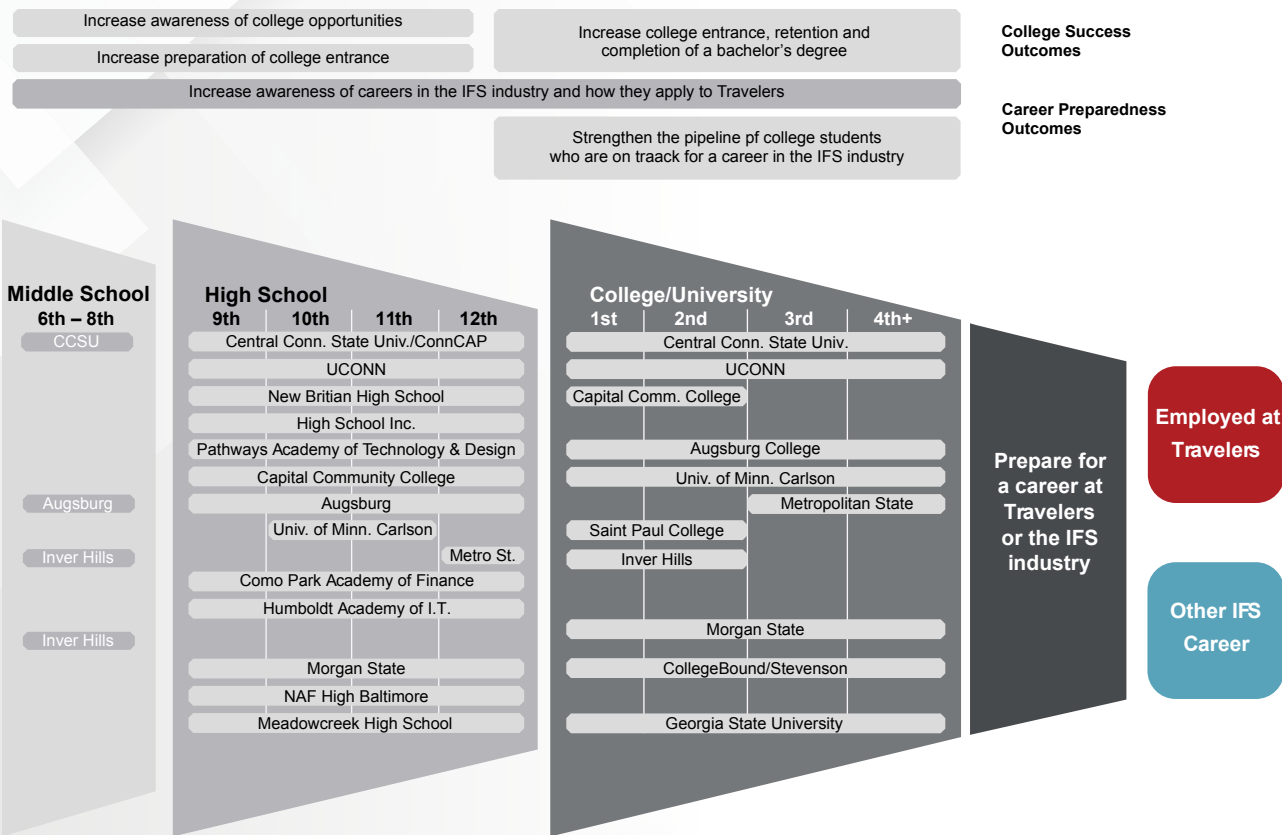 Increase awareness of college opportunities
Increase preparation of college entrance
Increase college entrance, retention and
completion of a bachelor's degree
College Success
Outcomes
Increase awareness of careers in the IFS industry and how they apply to Travelers
Career Preparedness
Outcomes
Strengthen the pipeline pf college students
who are on traack for a career in the IFS industry
Middle School
6th – 8th
CCSU
Augsburg
Inver Hills
Inver Hills
High School
9th 10th 11th 12th
Central Conn. State Univ./ConnCAP
UCONN
New Britian High School
High School Inc.
Pathways Academy of Technology & Design
Capital Community College
Augsburg
Univ. of Minn. Carlson
Metro St.
Como Park Academy of Finance
Humboldt Academy of I.T.
Morgan State
NAF High Baltimore
Meadowcreek High School
College/University
1st 2nd 3rd 4th+
Central Conn. State Univ.
UCONN
Capital Comm. College
Augsburg College
Univ. of Minn. Carlson
Metropolitan State
Saint Paul College
Inver Hills
Morgan State
CollegeBound/Stevenson
Georgia State University
Prepare for
a career at
Travelers
or the IFS
industry
Employed at
Travelers
Other IFS
Career